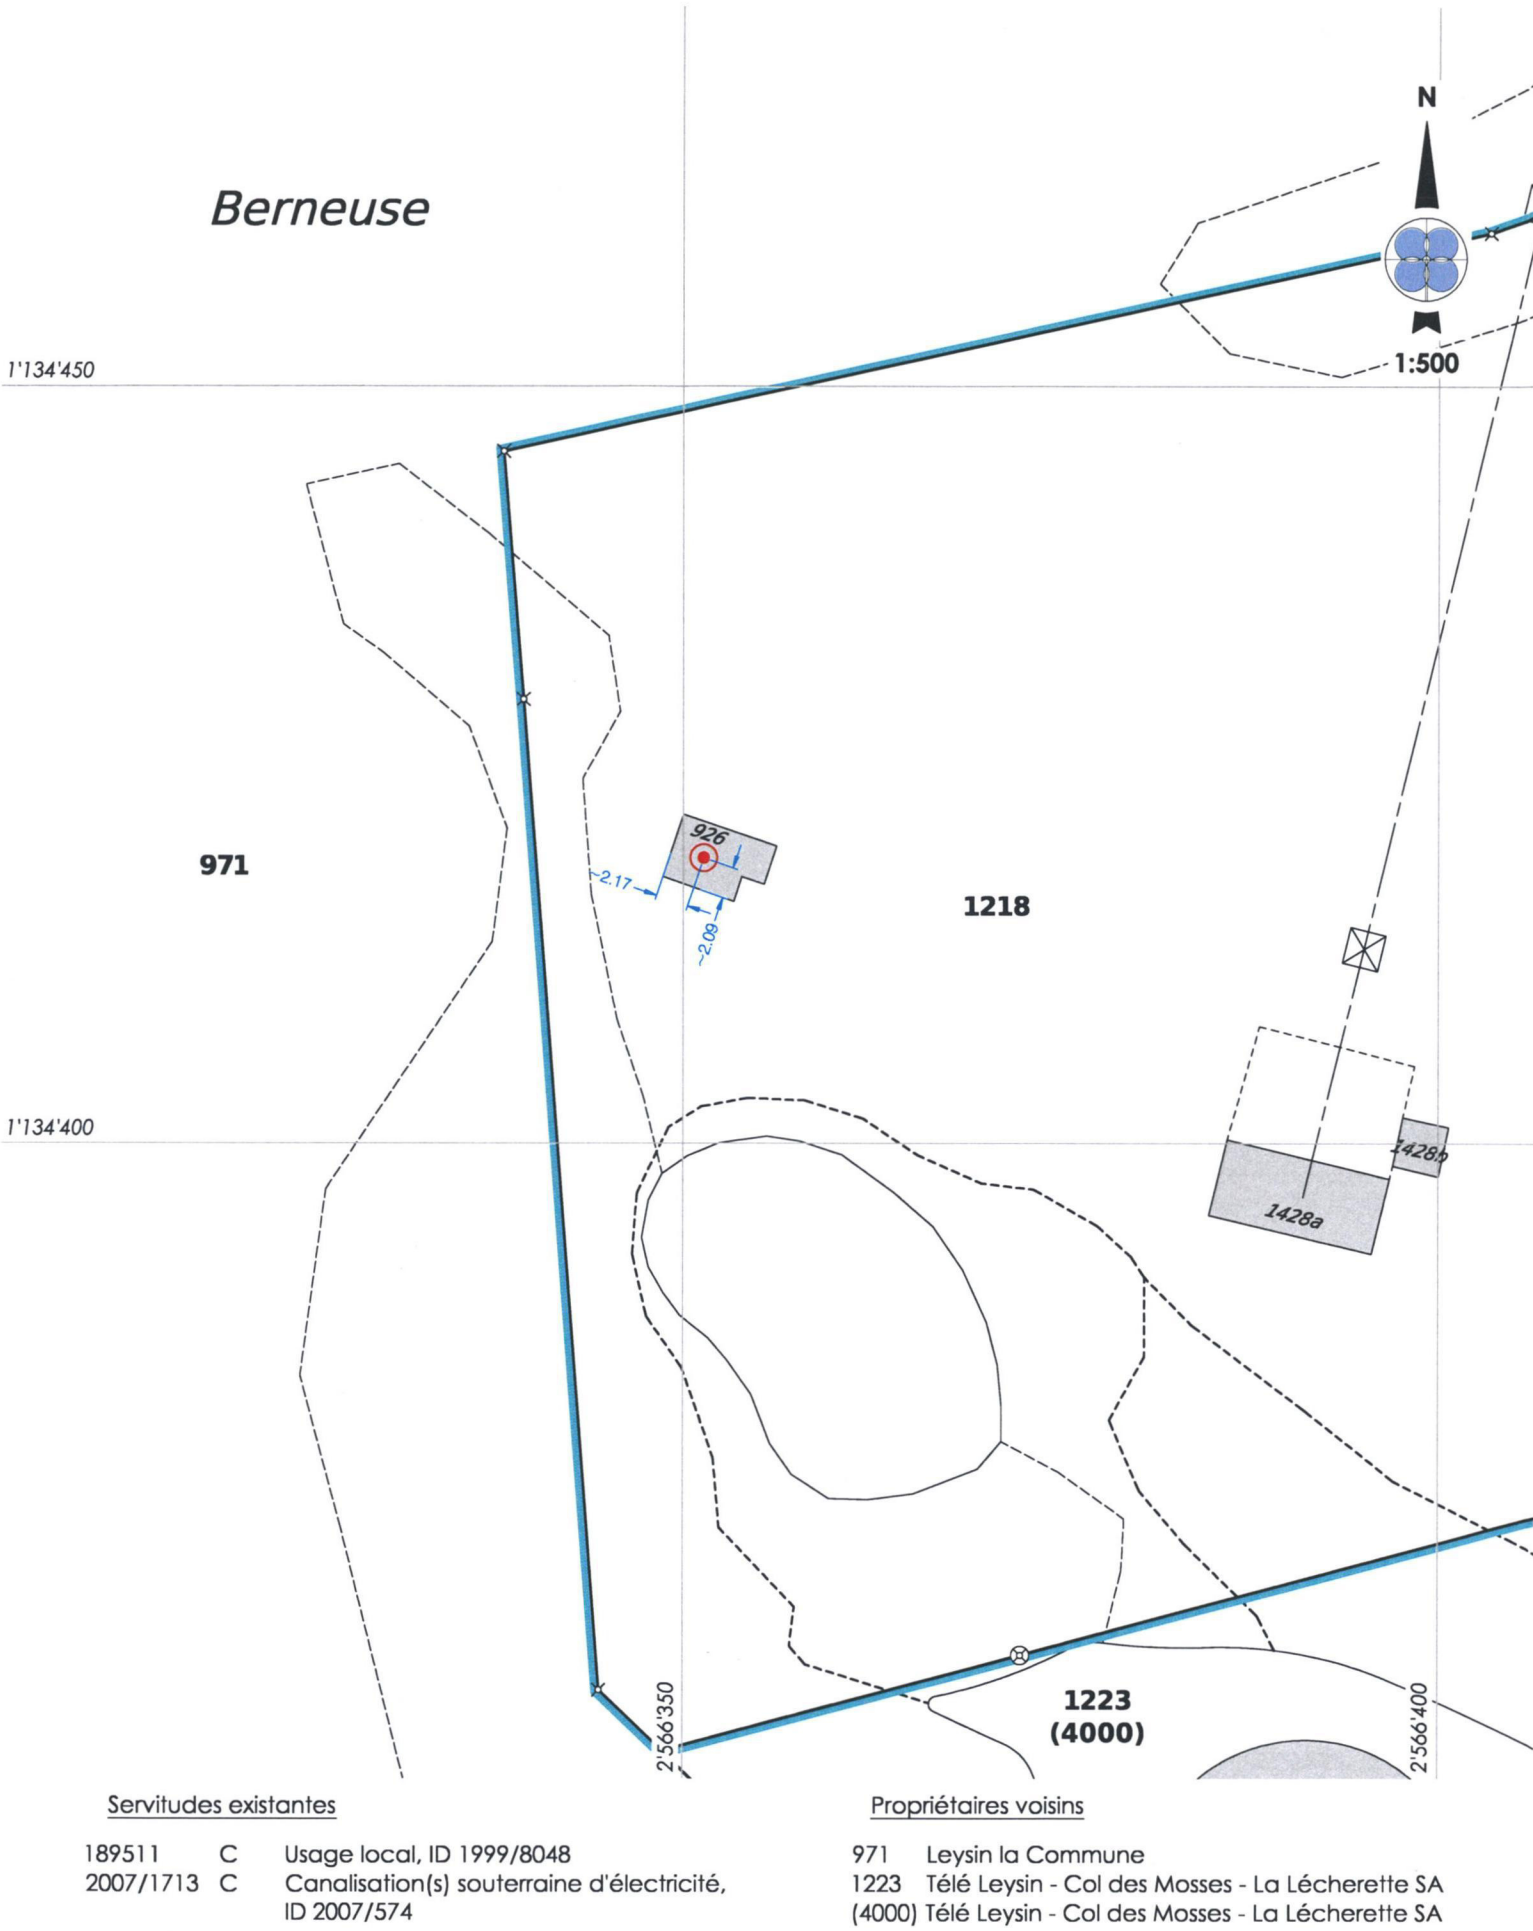 N
Berneuse
1'134'450
1:500
926
971
~2.17
1218
~2.09
1'134'400
1428b
1428a
2'566'350
1223
(4000)
2'566'400
Servitudes existantes
189511 C Usage local, ID 1999/8048
2007/1713 C Canalisation(s) souterraine d'électricité,
ID 2007/574
Propriétaires voisins
971 Leysin la Commune
1223 Télé Leysin - Col des Mosses - La Lécherette SA
(4000) Télé Leysin - Col des Mosses - La Lécherette SA